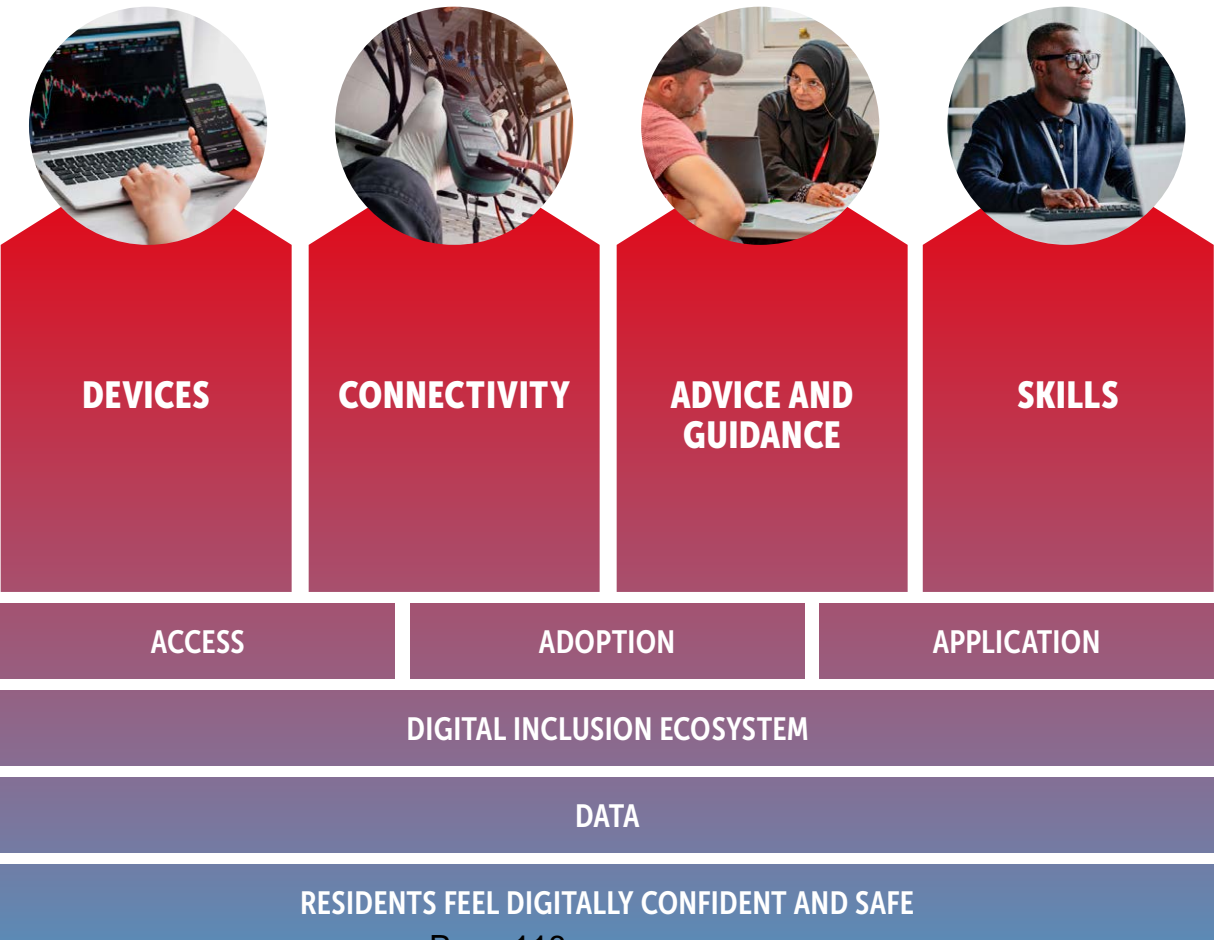 DEVICES
CONNECTIVITY
ADVICE AND
GUIDANCE
SKILLS
ACCESS
ADOPTION
APPLICATION
DIGITAL INCLUSION ECOSYSTEM
DATA
RESIDENTS FEEL DIGITALLY CONFIDENT AND SAFE